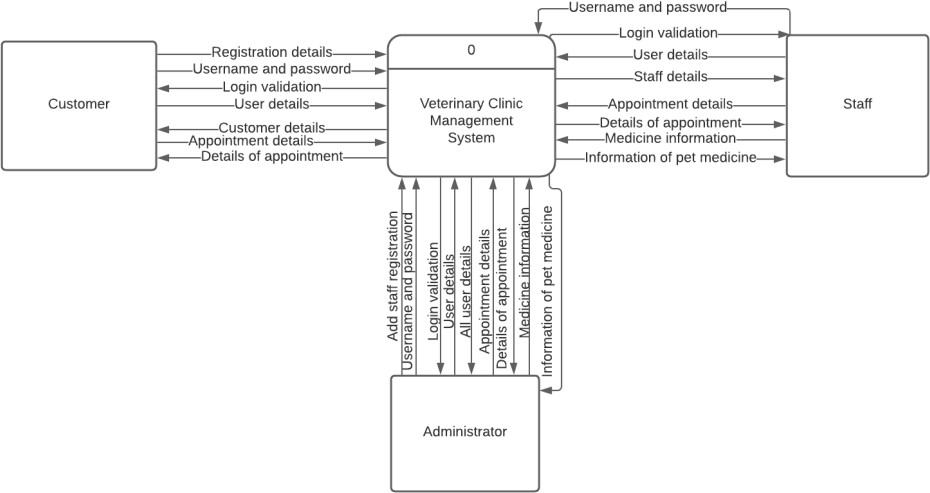 Username and password
Login validation
0
Registration details
User details
Username and password
Staff details
Login validation
Customer
Veterinary Clinic
Management
System
User details
Appointment details
Staff
Customer details
Details of appointment
Appointment details
Medicine information
Details of appointment
Information of pet medicine
Add staff registration
Username and password
Login validation
User details
All user details
Appointment details
Details of appointment
Medicine information
Information of pet medicine
Administrator